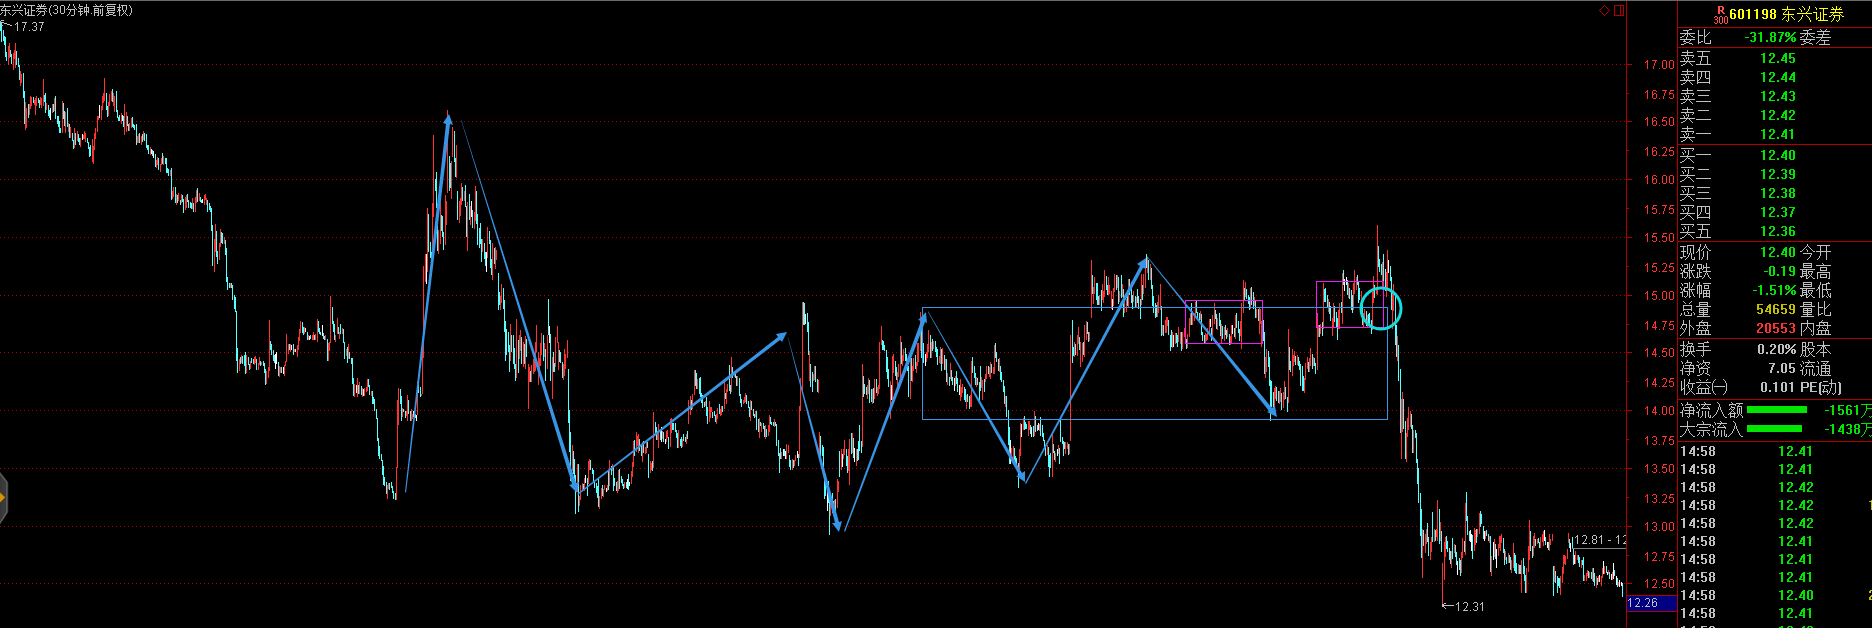 东兴证券(30分钟.前复权)
17.37
17.00
16.75
16.50
16.25
16.00
15.75
15.50
15.25
15.00
14.75
14.50
14.25
14.00
13.75
13.50
13.25
13.00
12.75
12.50
12.26
12.81 - 12
12.31
R
300 601198 东兴证券
委比 -31.87% 委差
卖五 12.45
卖四 12.44
卖三 12.43
卖二 12.42
卖一 12.41
买一 12.40
买二 12.39
买三 12.38
买四 12.37
买五 12.36
现价 12.40 今开
涨跌 -0.19 最高
涨幅 -1.51% 最低
总量 54659 量比
外盘 20553 内盘
换手 0.20% 股本
净资 7.05 流通
收益(一) 0.101 PE(动)
净流入额 -1561万
大宗流入 -1438万
14:58 12.41
14:58 12.41
14:58 12.42
14:58 12.42
14:58 12.42
14:58 12.41
14:58 12.41
14:58 12.41
14:58 12.40
14:58 12.41